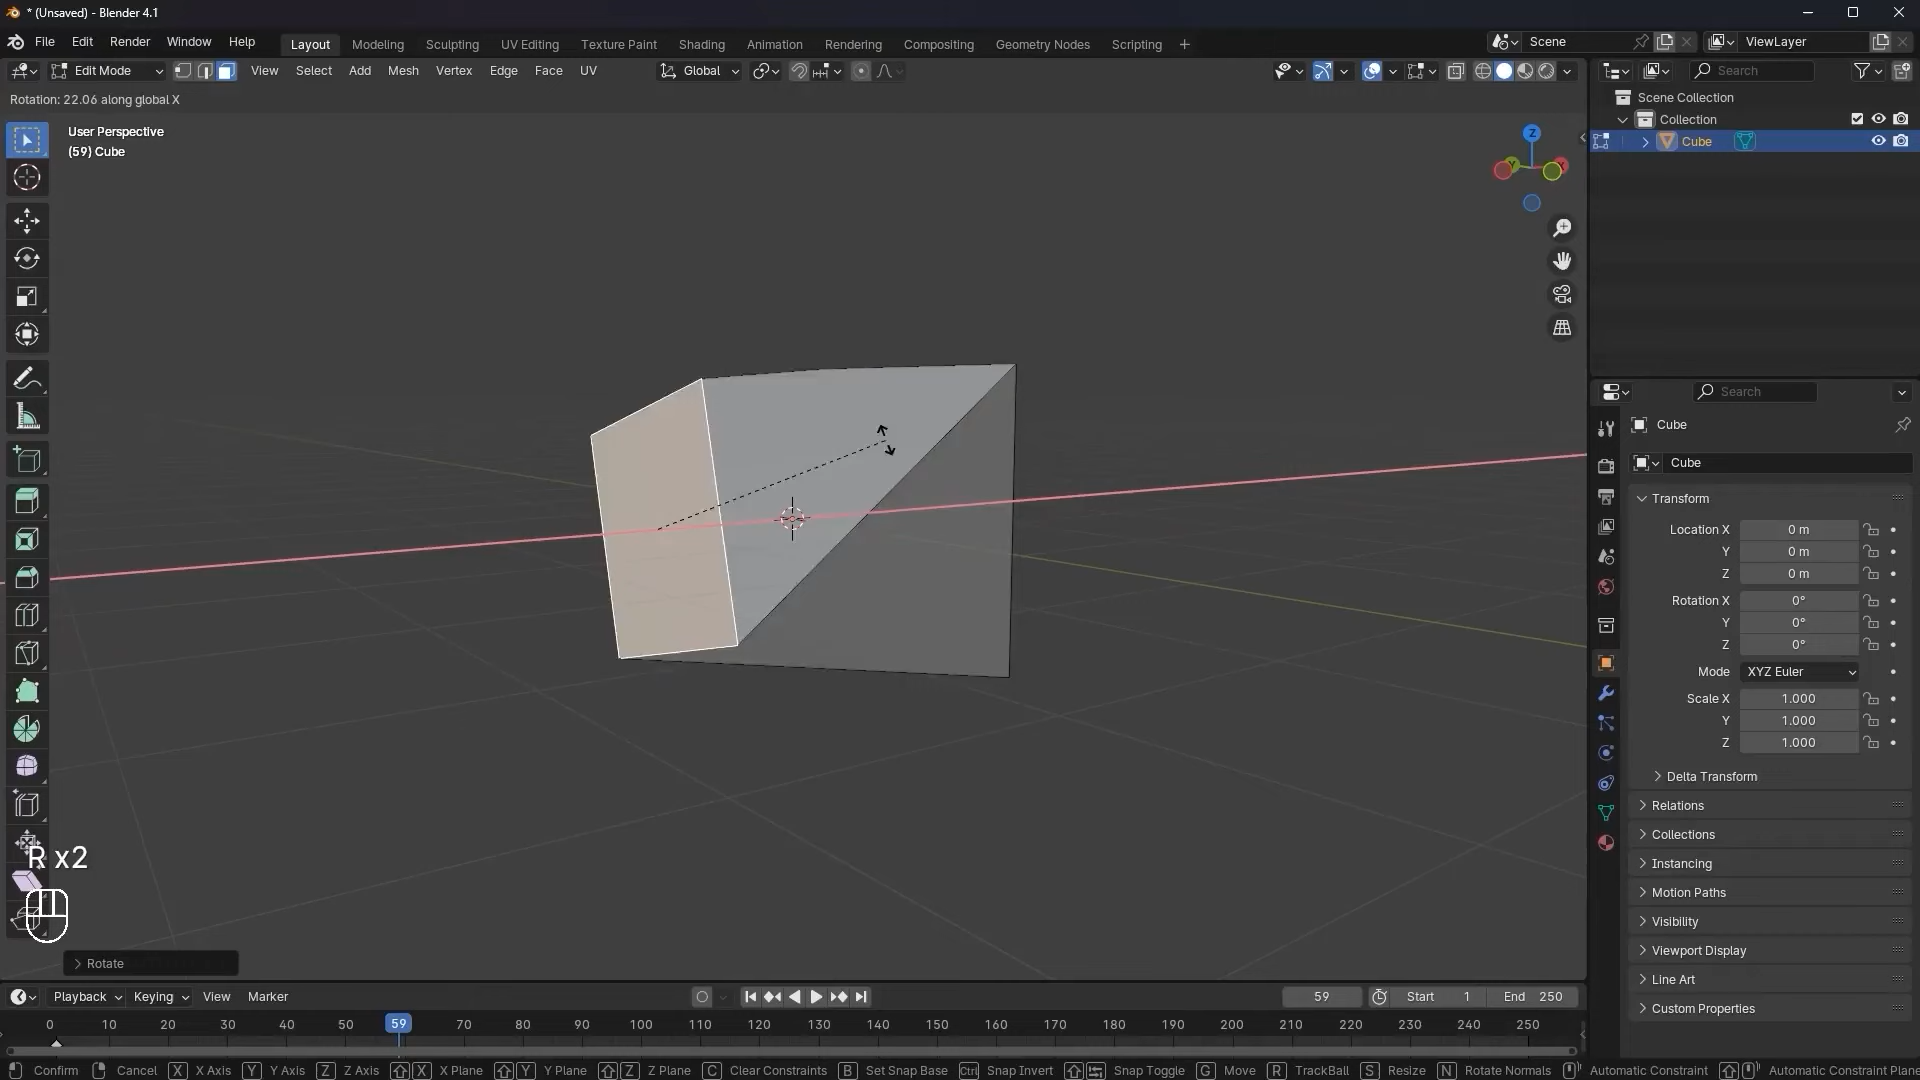 * (Unsaved) - Blender 4.1
File Edit Render Window Help Layout Modeling Sculpting UV Editing Texture Paint Shading Animation Rendering Compositing Geometry Nodes Scripting + Scene ViewLayer
Edit Mode View Select Add Mesh Vertex Edge Face UV Global Search
Rotation: 22.06 along global X
User Perspective
(59) Cube
Z
Y
X
Scene Collection
Collection
Cube
Search
Cube
Cube
Transform
Location X 0 m
Y 0 m
Z 0 m
Rotation X 0°
Y 0°
Z 0°
Mode XYZ Euler
Scale X 1.000
Y 1.000
Z 1.000
Delta Transform
Relations
Collections
Instancing
Motion Paths
Visibility
Viewport Display
Line Art
Custom Properties
R x2
Rotate
Playback Keying View Marker 59 Start 1 End 250
0 10 20 30 40 50 59 70 80 90 100 110 120 130 140 150 160 170 180 190 200 210 220 230 240 250
Confirm Cancel X X Axis Y Y Axis Z Z Axis X X Plane Y Y Plane Z Z Plane C Clear Constraints B Set Snap Base Ctrl Snap Invert Snap Toggle G Move R TrackBall S Resize N Rotate Normals Automatic Constraint Automatic Constraint Plane